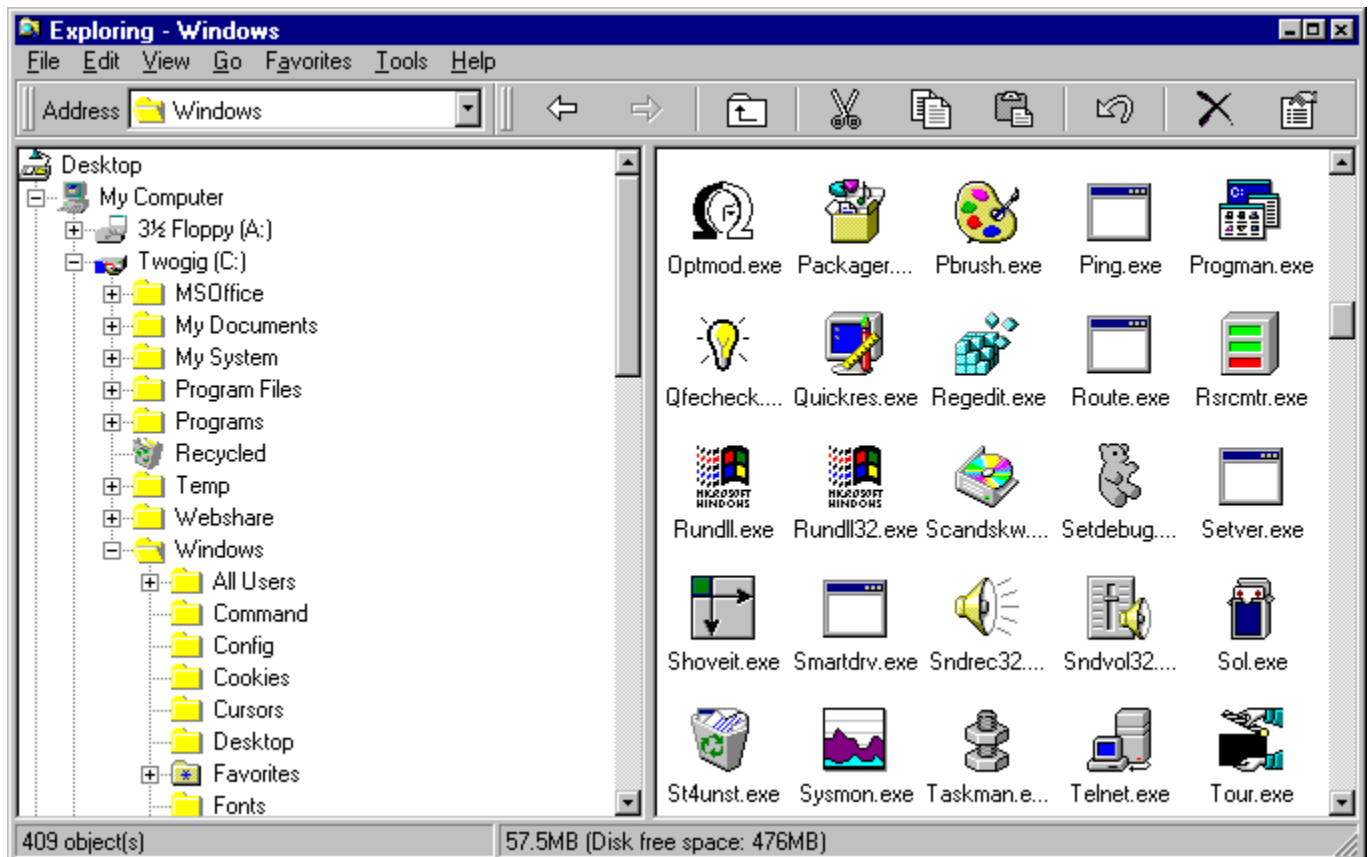 Exploring - Windows
File Edit View Go Favorites Tools Help
Address Windows
Desktop
My Computer
3½ Floppy (A:)
Twogig (C:)
MSOffice
My Documents
My System
Program Files
Programs
Recycled
Temp
Webshare
Windows
All Users
Command
Config
Cookies
Cursors
Desktop
Favorites
Fonts
Optmod.exe Packager.... Pbrush.exe Ping.exe Progman.exe
C:
Qfecheck.... Quickres.exe Regedit.exe Route.exe Rsrcmtr.exe
MICROSOFT WINDOWS MICROSOFT WINDOWS
Rundll.exe Rundll32.exe Scandskw.... Setdebug.... Setver.exe
Shoveit.exe Smartdrv.exe Sndrec32.... Sndvol32.... Sol.exe
St4unst.exe Sysmon.exe Taskman.e... Telnet.exe Tour.exe
409 object(s) 57.5MB (Disk free space: 476MB)